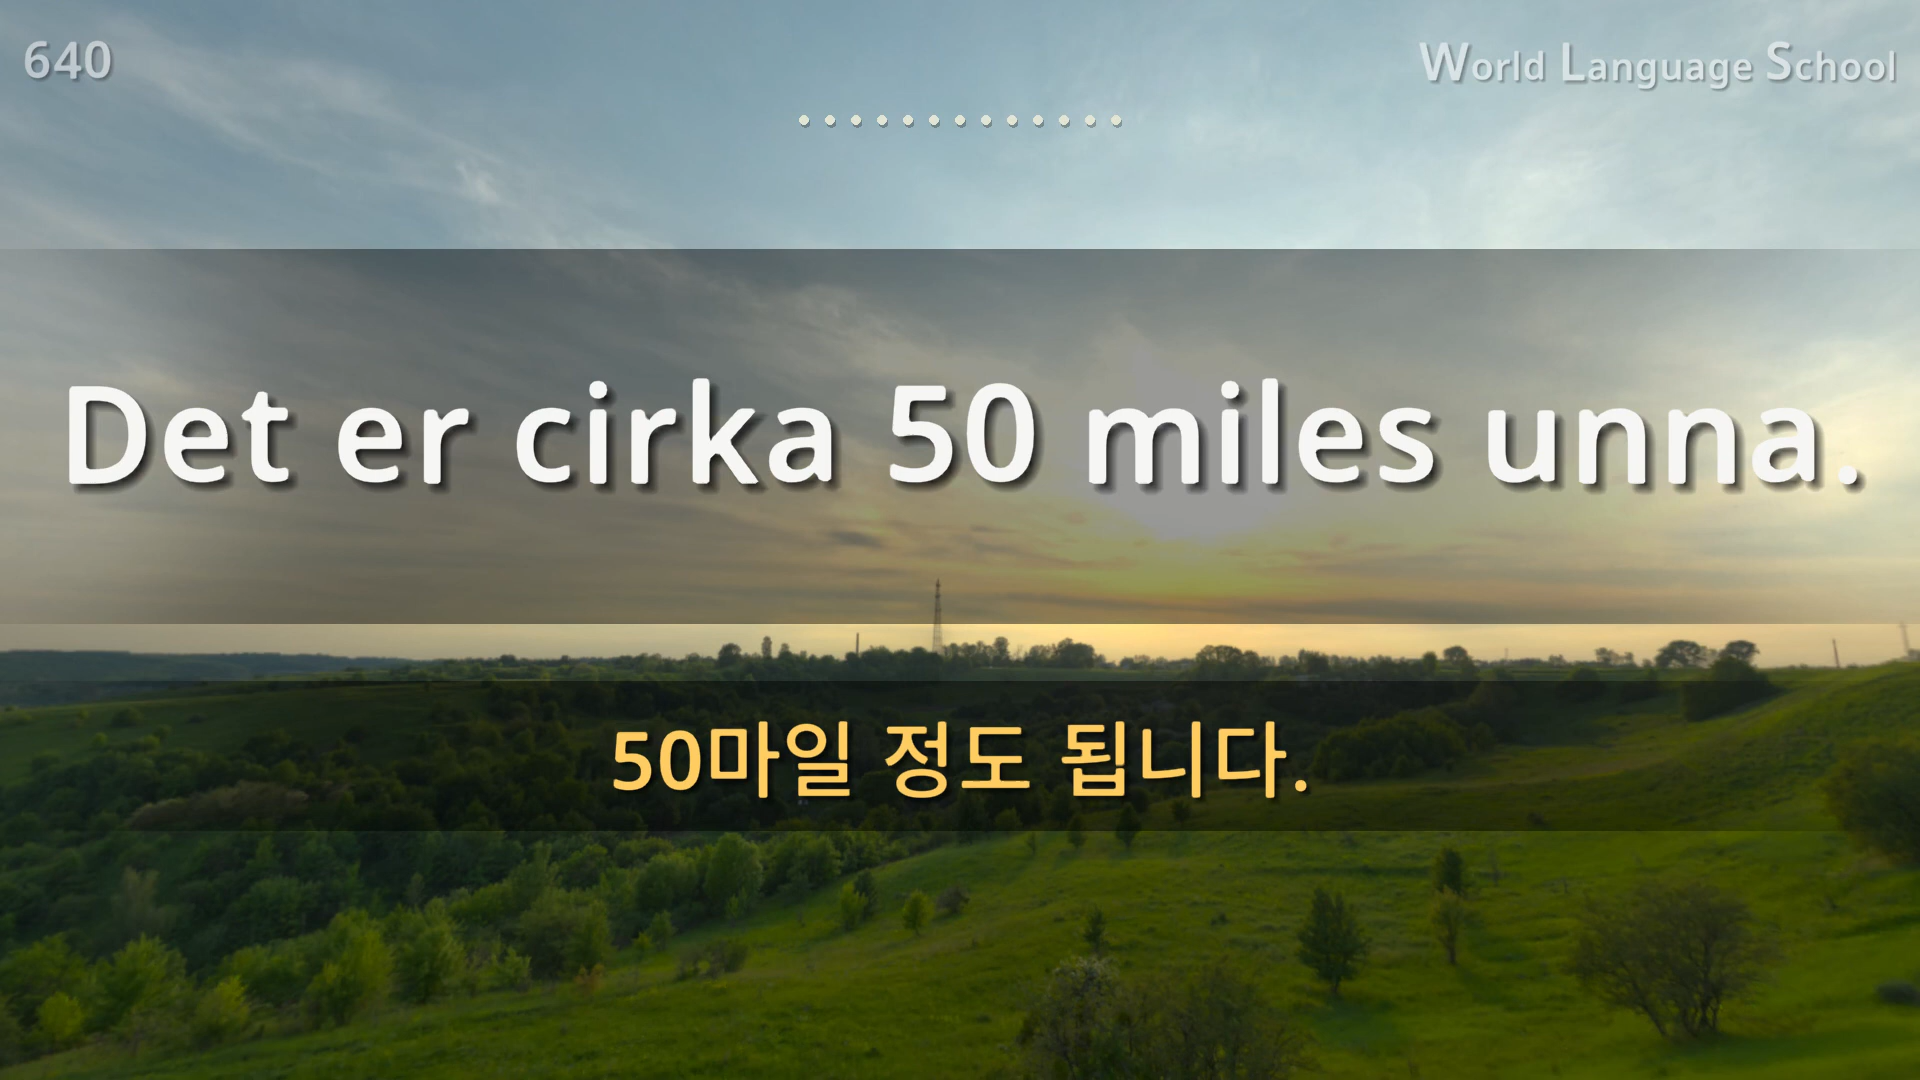 640
World Language School
Det er cirka 50 miles unna.
50마일 정도 됩니다.